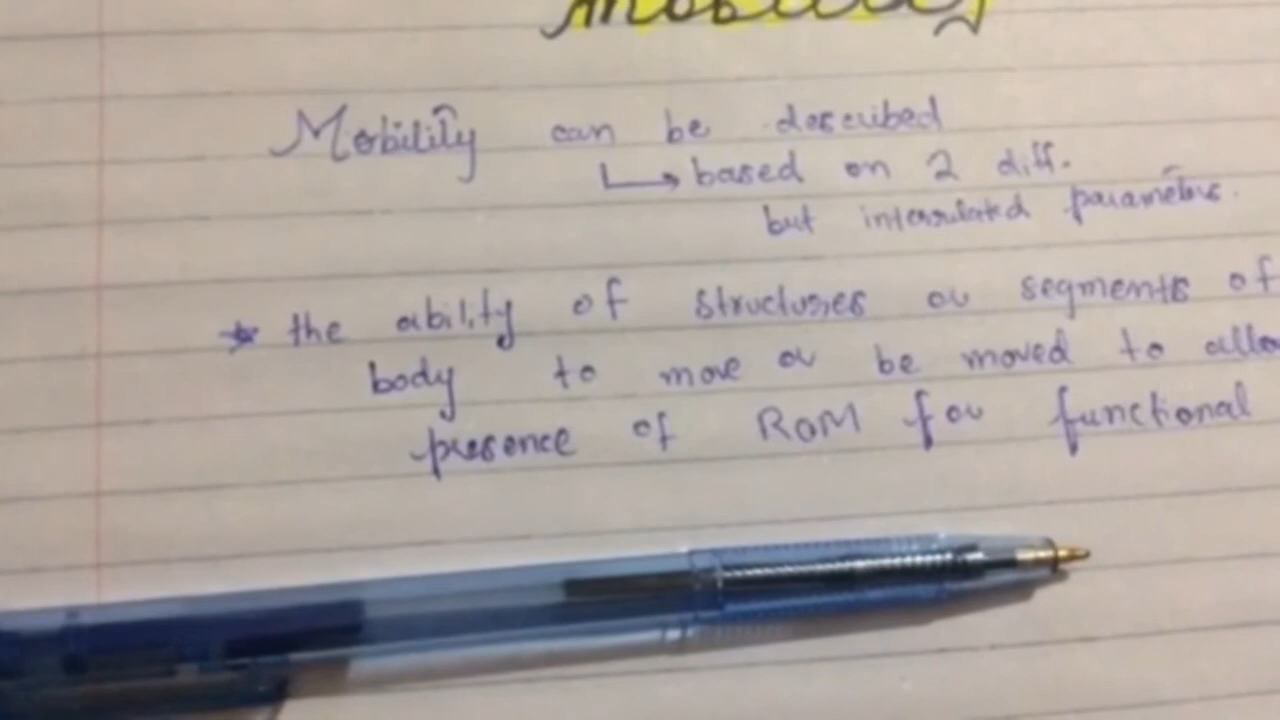 Mobility
Mobility can be described
↳ based on 2 diff.
but interrelated parameters.
* the ability of structures or segments of
body to move or be moved to allo
presence of ROM for functional